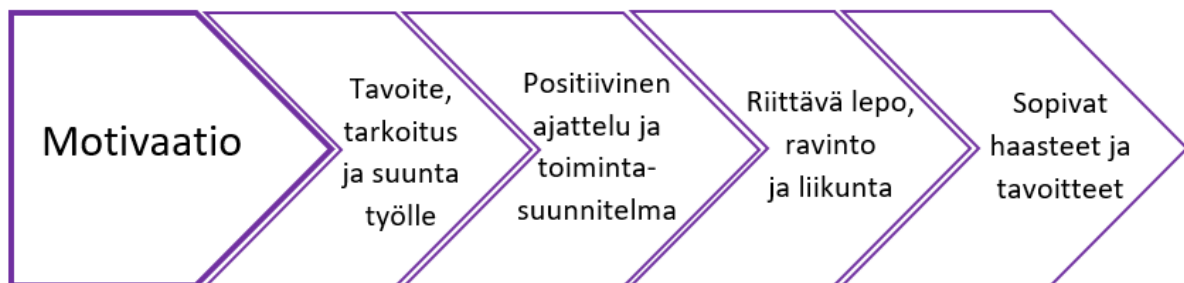 Motivaatio
Tavoite,
tarkoitus
ja suunta
työlle
Positiivinen
ajattelu ja
toiminta-
suunnitelma
Riittävä lepo,
ravinto
ja liikunta
Sopivat
haasteet ja
tavoitteet